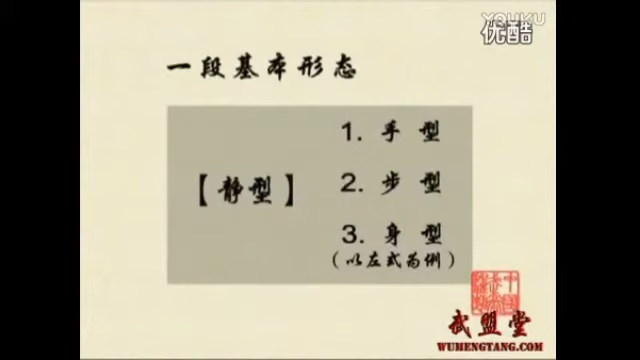 YOUKU
优酷
一段基本形态
1. 手型
【静型】
2. 步型
3. 身型
(以左式为例)
武盟堂
WUMENGTANG.COM